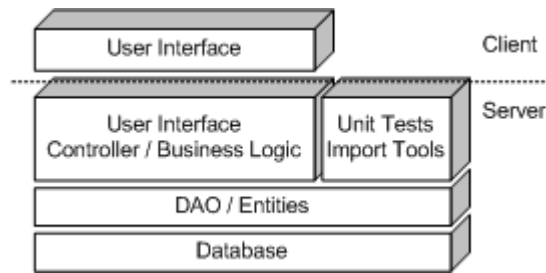 User Interface
Client
Server
User Interface
Controller / Business Logic
Unit Tests
Import Tools
DAO / Entities
Database